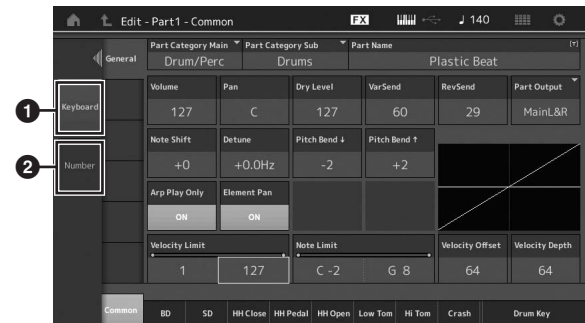 Edit - Part1 - Common FX 140
General
Part Category Main Part Category Sub Part Name [T]
Drum/Perc Drums Plastic Beat
1 Keyboard
2 Number
Volume Pan Dry Level VarSend RevSend Part Output
127 C 127 60 29 MainL&R
Note Shift Detune Pitch Bend ↓ Pitch Bend ↑
+0 +0.0Hz -2 +2
Arp Play Only Element Pan
ON ON
Velocity Limit Note Limit Velocity Offset Velocity Depth
1 127 C -2 G 8 64 64
Common BD SD HH Close HH Pedal HH Open Low Tom Hi Tom Crash Drum Key